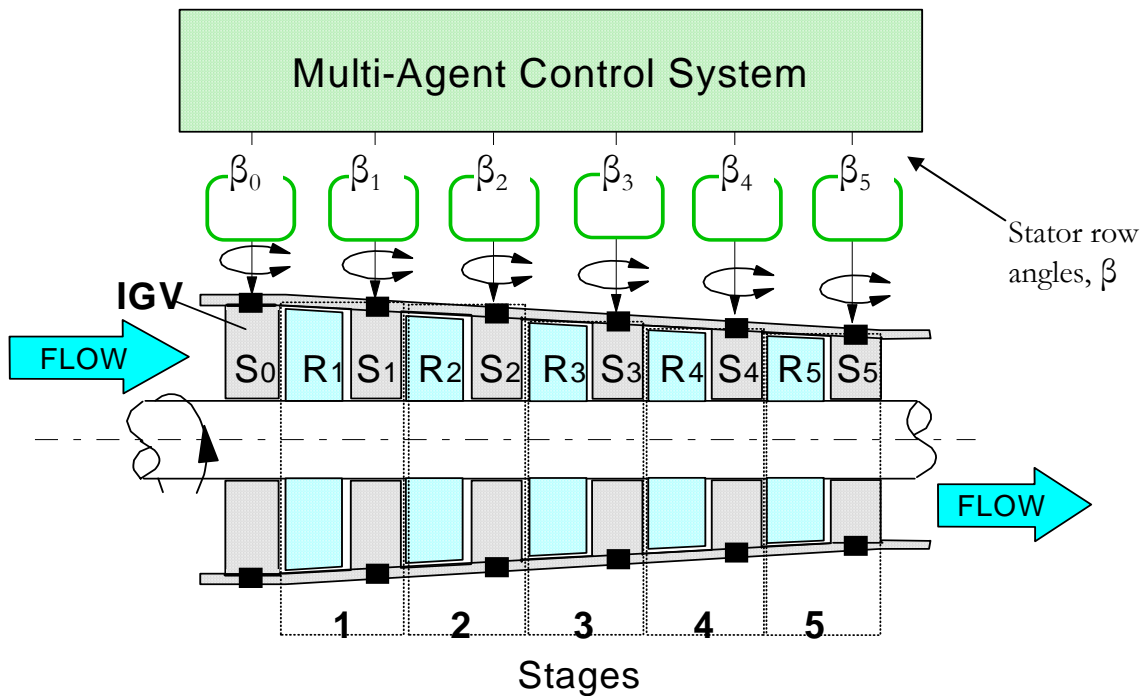 Multi-Agent Control System
β0 β1 β2 β3 β4 β5
Stator row
angles, β
IGV
FLOW
S0 R1 S1 R2 S2 R3 S3 R4 S4 R5 S5
FLOW
1 2 3 4 5
Stages